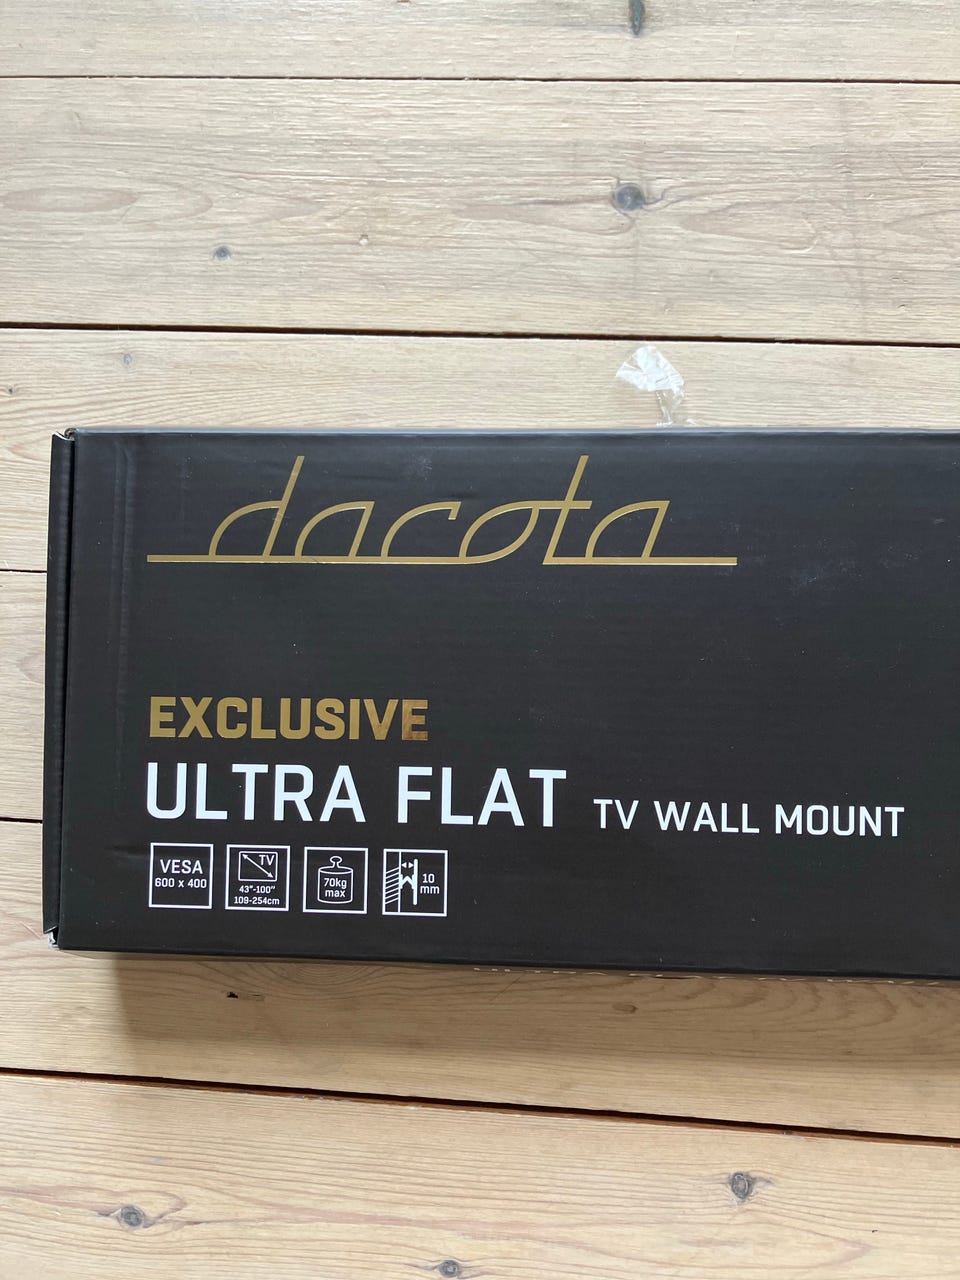 dacota
EXCLUSIVE
ULTRA FLAT TV WALL MOUNT
VESA
600 x 400
TV
43"-100"
109-254cm
70kg
max
10
mm